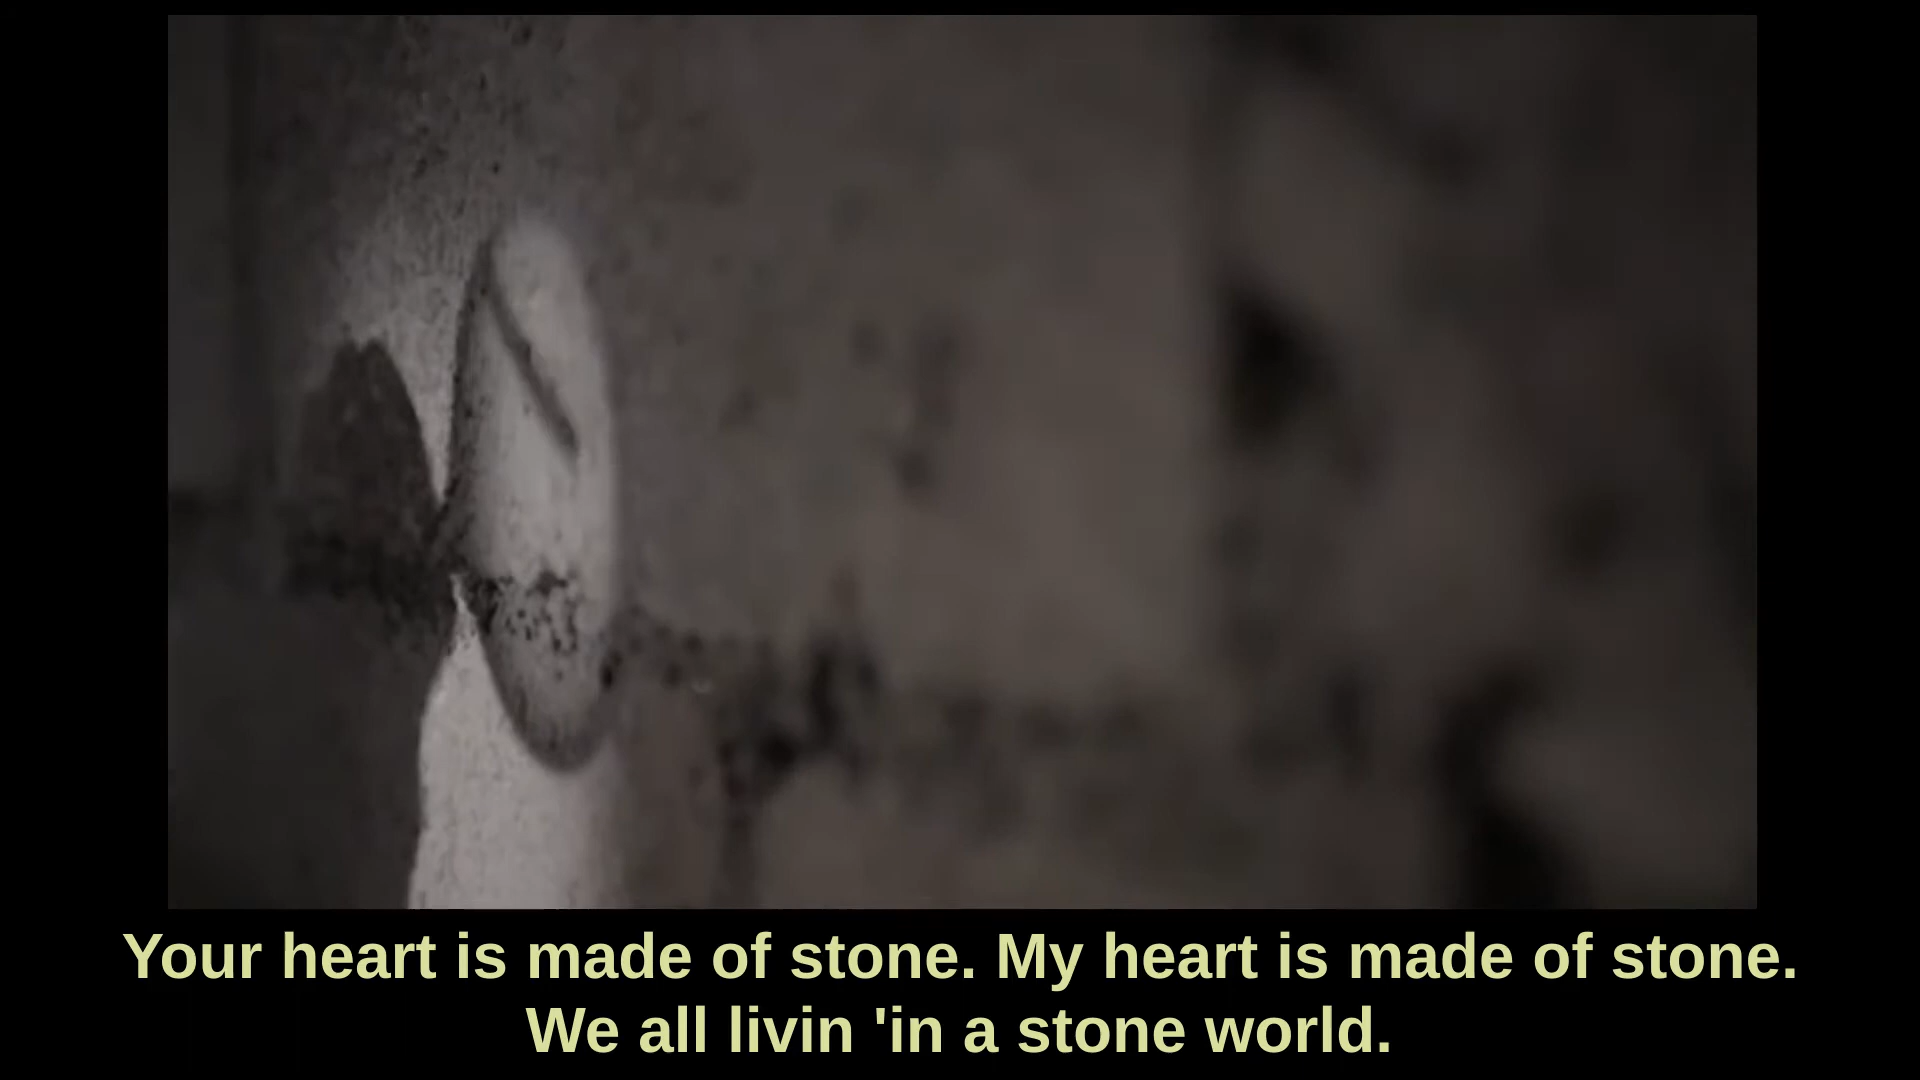 Your heart is made of stone. My heart is made of stone.
We all livin 'in a stone world.